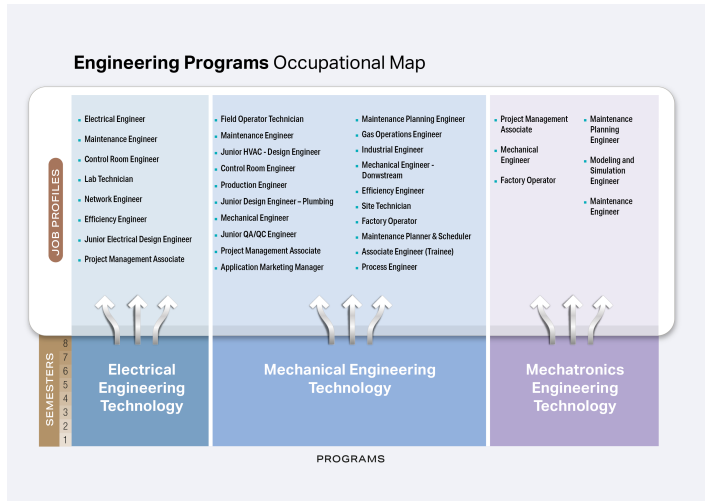 Engineering Programs Occupational Map
JOB PROFILES
Electrical Engineer
Maintenance Engineer
Control Room Engineer
Lab Technician
Network Engineer
Efficiency Engineer
Junior Electrical Design Engineer
Project Management Associate
Field Operator Technician
Maintenance Engineer
Junior HVAC - Design Engineer
Control Room Engineer
Production Engineer
Junior Design Engineer – Plumbing
Mechanical Engineer
Junior QA/QC Engineer
Project Management Associate
Application Marketing Manager
Maintenance Planning Engineer
Gas Operations Engineer
Industrial Engineer
Mechanical Engineer -
Donwstream
Efficiency Engineer
Site Technician
Factory Operator
Maintenance Planner & Scheduler
Associate Engineer (Trainee)
Process Engineer
Project Management
Associate
Mechanical
Engineer
Factory Operator
Maintenance
Planning
Engineer
Modeling and
Simulation
Engineer
Maintenance
Engineer
SEMESTERS
8
7
6
5
4
3
2
1
Electrical
Engineering
Technology
Mechanical Engineering
Technology
Mechatronics
Engineering
Technology
PROGRAMS